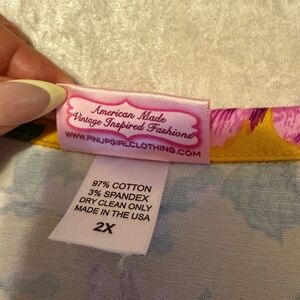 American Made
Vintage Inspired Fashions
WWW.PINUPGIRLCLOTHING.COM
97% COTTON
3% SPANDEX
DRY CLEAN ONLY
MADE IN THE USA
2X